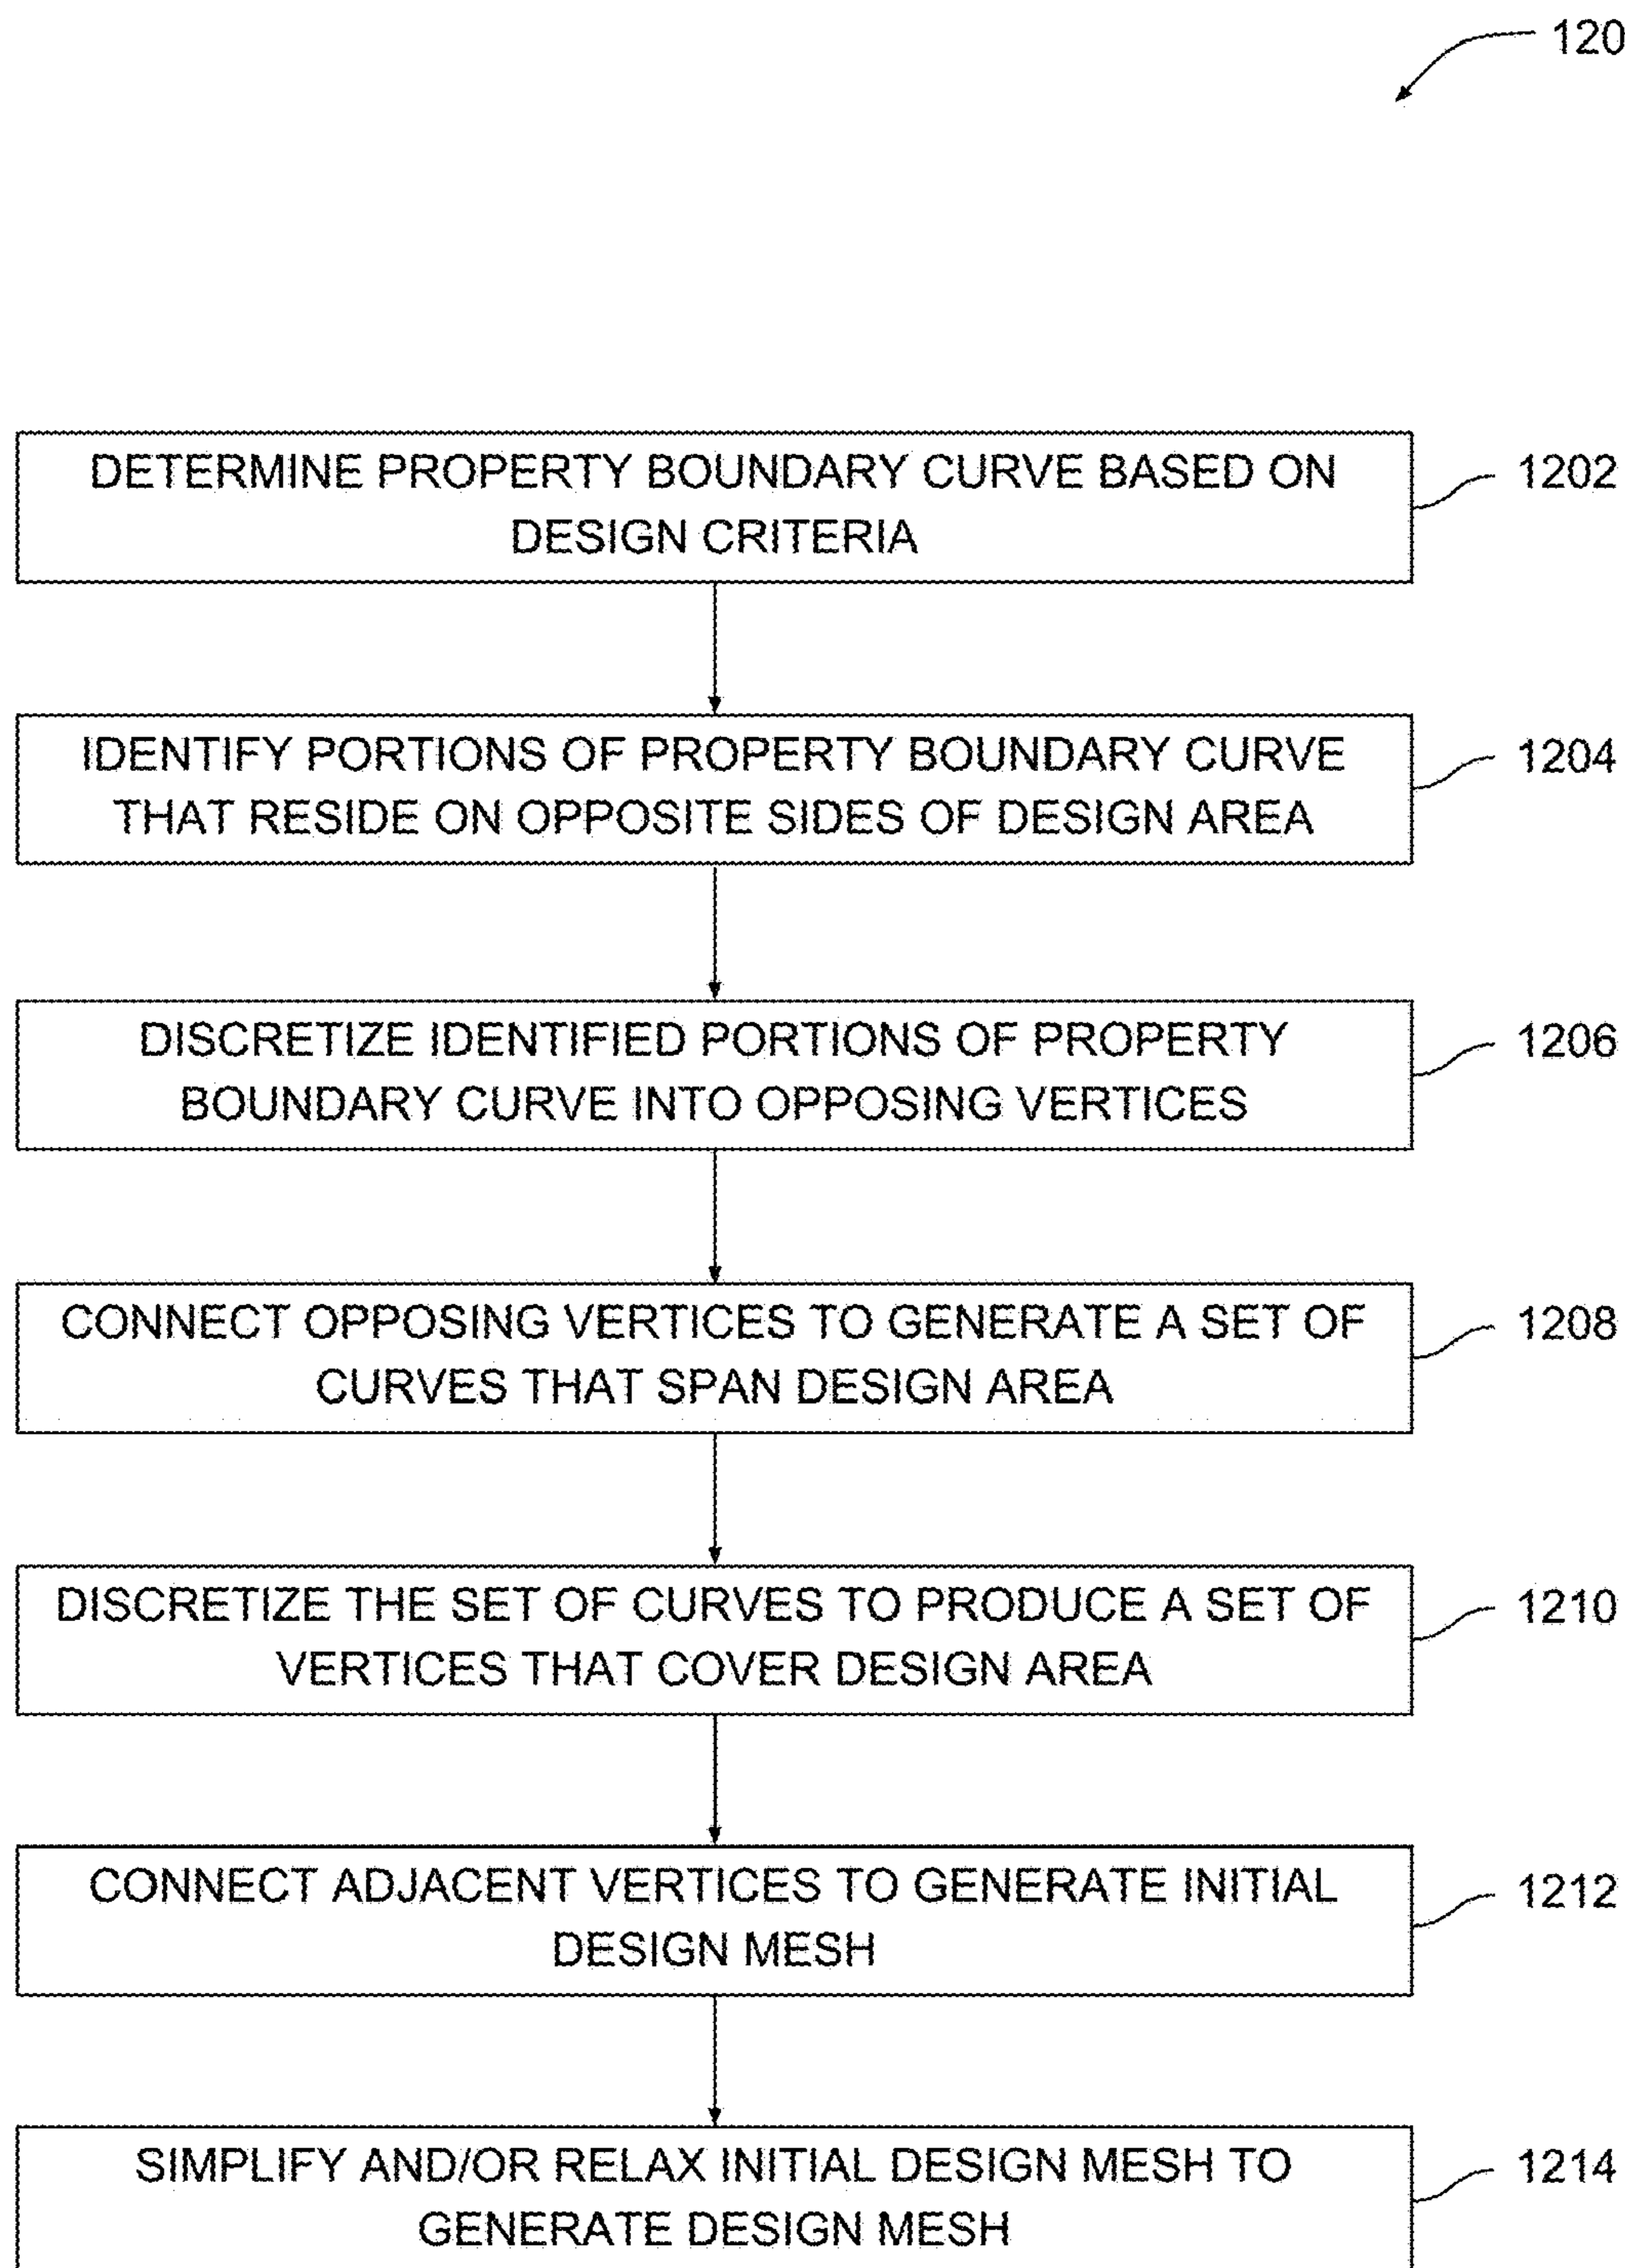 120
DETERMINE PROPERTY BOUNDARY CURVE BASED ON
DESIGN CRITERIA
1202
IDENTIFY PORTIONS OF PROPERTY BOUNDARY CURVE
THAT RESIDE ON OPPOSITE SIDES OF DESIGN AREA
1204
DISCRETIZE IDENTIFIED PORTIONS OF PROPERTY
BOUNDARY CURVE INTO OPPOSING VERTICES
1206
CONNECT OPPOSING VERTICES TO GENERATE A SET OF
CURVES THAT SPAN DESIGN AREA
1208
DISCRETIZE THE SET OF CURVES TO PRODUCE A SET OF
VERTICES THAT COVER DESIGN AREA
1210
CONNECT ADJACENT VERTICES TO GENERATE INITIAL
DESIGN MESH
1212
SIMPLIFY AND/OR RELAX INITIAL DESIGN MESH TO
GENERATE DESIGN MESH
1214